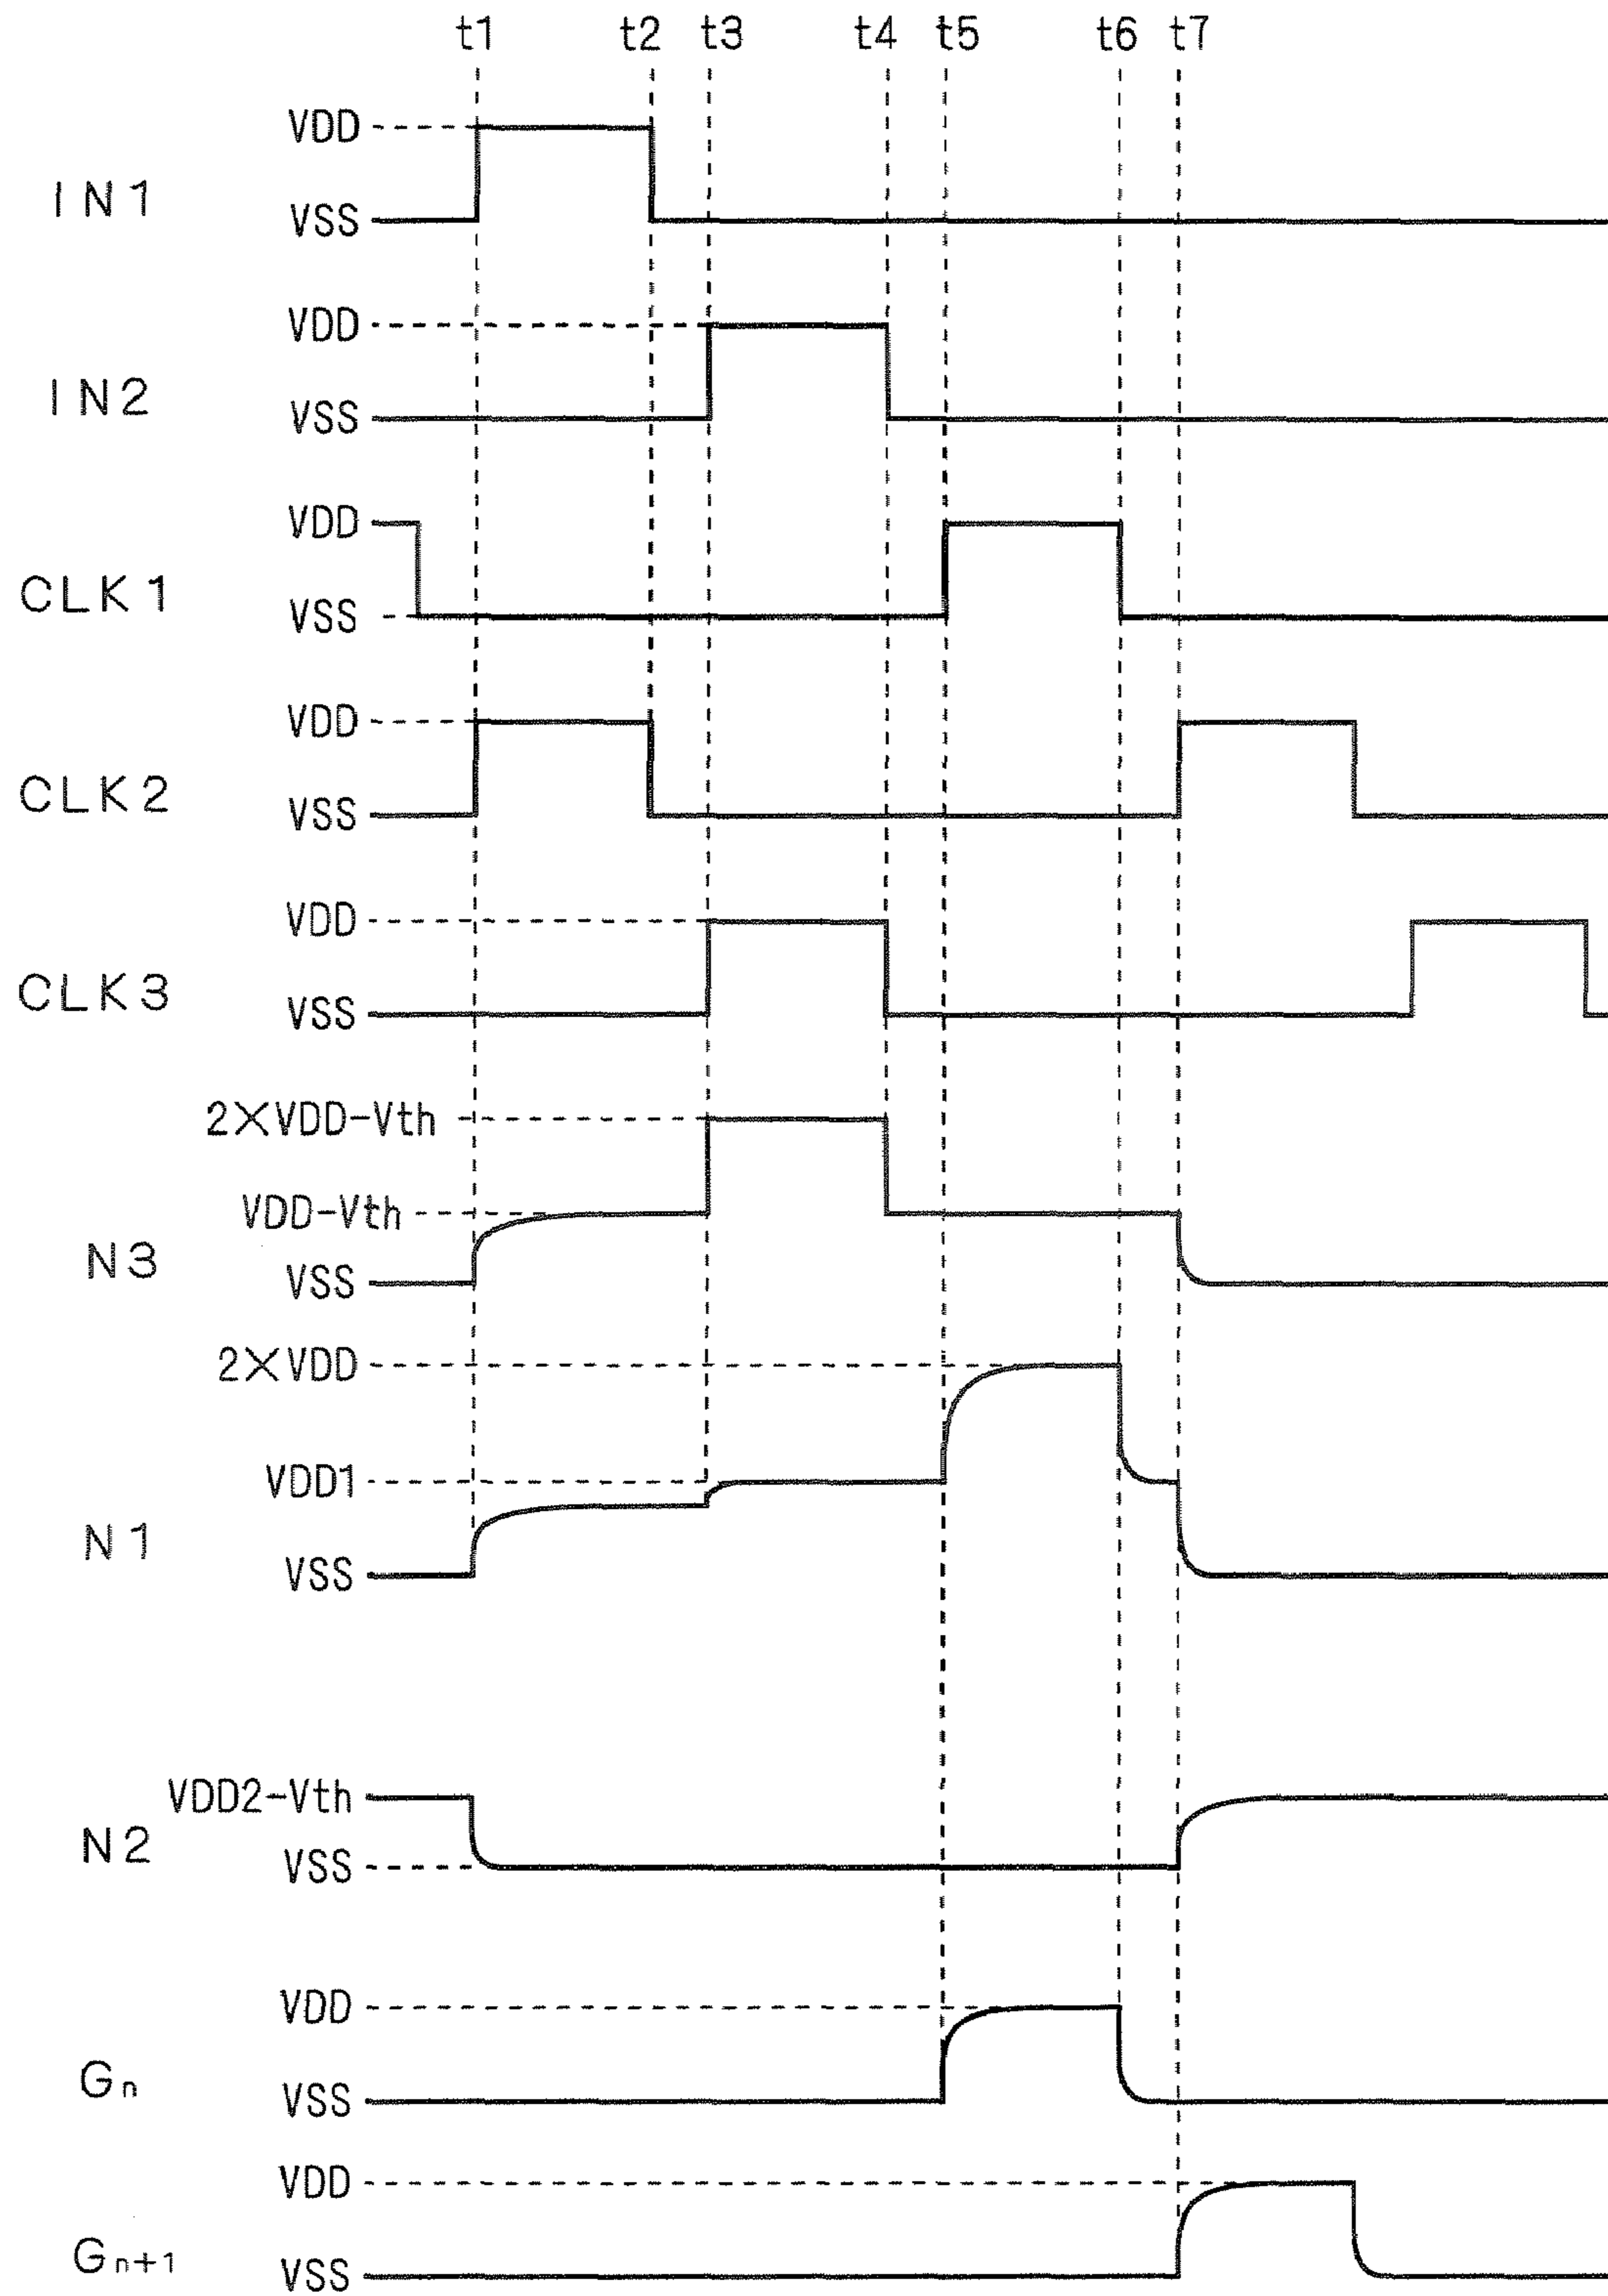 t1 t2 t3 t4 t5 t6 t7
VDD
IN1
VSS
VDD
IN2
VSS
VDD
CLK1
VSS
VDD
CLK2
VSS
VDD
CLK3
VSS
2×VDD-Vth
VDD-Vth
N3
VSS
2×VDD
VDD1
N1
VSS
VDD2-Vth
N2
VSS
VDD
Gn
VSS
VDD
Gn+1
VSS